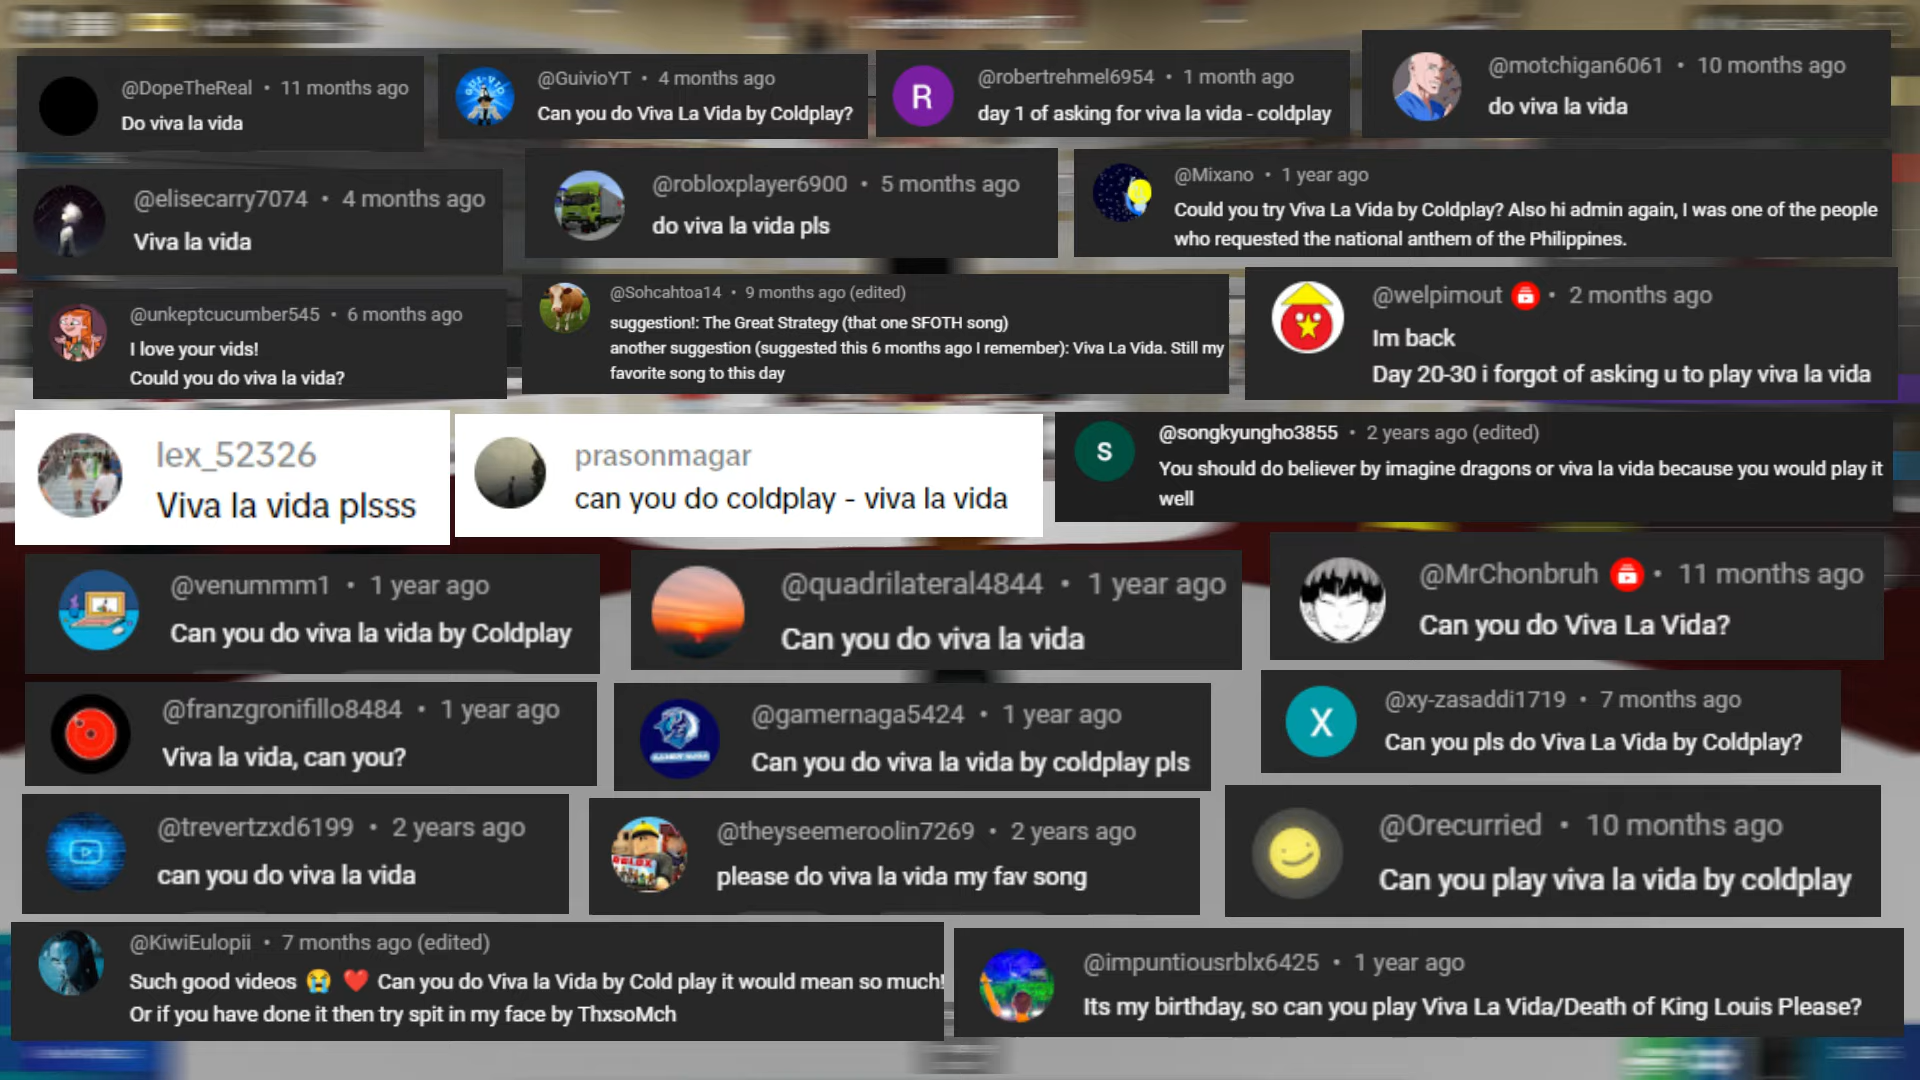 @DopeTheReal • 11 months ago
Do viva la vida
@GuivioYT • 4 months ago
Can you do Viva La Vida by Coldplay?
R
@robertrehmel6954 • 1 month ago
day 1 of asking for viva la vida - coldplay
@motchigan6061 • 10 months ago
do viva la vida
@elisecarry7074 • 4 months ago
Viva la vida
@robloxplayer6900 • 5 months ago
do viva la vida pls
@Mixano • 1 year ago
Could you try Viva La Vida by Coldplay? Also hi admin again, I was one of the people
who requested the national anthem of the Philippines.
@unkeptcucumber545 • 6 months ago
I love your vids!
Could you do viva la vida?
@Sohcahtoa14 • 9 months ago (edited)
suggestion!: The Great Strategy (that one SFOTH song)
another suggestion (suggested this 6 months ago I remember): Viva La Vida. Still my
favorite song to this day
@welpimout • 2 months ago
Im back
Day 20-30 i forgot of asking u to play viva la vida
lex_52326
Viva la vida plsss
prasonmagar
can you do coldplay - viva la vida
S
@songkyungho3855 • 2 years ago (edited)
You should do believer by imagine dragons or viva la vida because you would play it
well
@venummm1 • 1 year ago
Can you do viva la vida by Coldplay
@quadrilateral4844 • 1 year ago
Can you do viva la vida
@MrChonbruh • 11 months ago
Can you do Viva La Vida?
@franzgronifillo8484 • 1 year ago
Viva la vida, can you?
@gamernaga5424 • 1 year ago
Can you do viva la vida by coldplay pls
X
@xy-zasaddi1719 • 7 months ago
Can you pls do Viva La Vida by Coldplay?
@trevertzxd6199 • 2 years ago
can you do viva la vida
@theyseemeroolin7269 • 2 years ago
please do viva la vida my fav song
@Orecurried • 10 months ago
Can you play viva la vida by coldplay
@KiwiEulopii • 7 months ago (edited)
Such good videos 😭 ❤️ Can you do Viva la Vida by Cold play it would mean so much!
Or if you have done it then try spit in my face by ThxsoMch
@impuntiousrblx6425 • 1 year ago
Its my birthday, so can you play Viva La Vida/Death of King Louis Please?